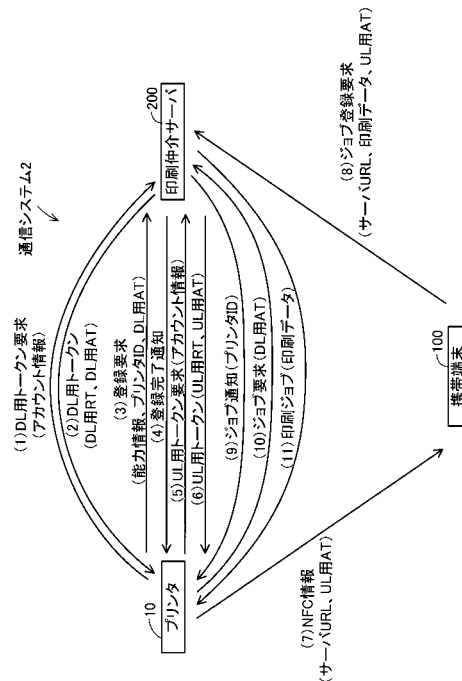 通信システム2
(1)DL用トークン要求
(アカウント情報)
(2)DL用トークン
(DL用RT、DL用AT)
(3)登録要求
(能力情報、プリンタID、DL用AT)
(4)登録完了通知
(5)UL用トークン要求(アカウント情報)
(6)UL用トークン(UL用RT、UL用AT)
(9)ジョブ通知(プリンタID)
(10)ジョブ要求(DL用AT)
(11)印刷ジョブ(印刷データ)
10
プリンタ
200
印刷仲介サーバ
(7)NFC情報
(サーバURL、UL用AT)
(8)ジョブ登録要求
(サーバURL、印刷データ、UL用AT)
100
携帯端末